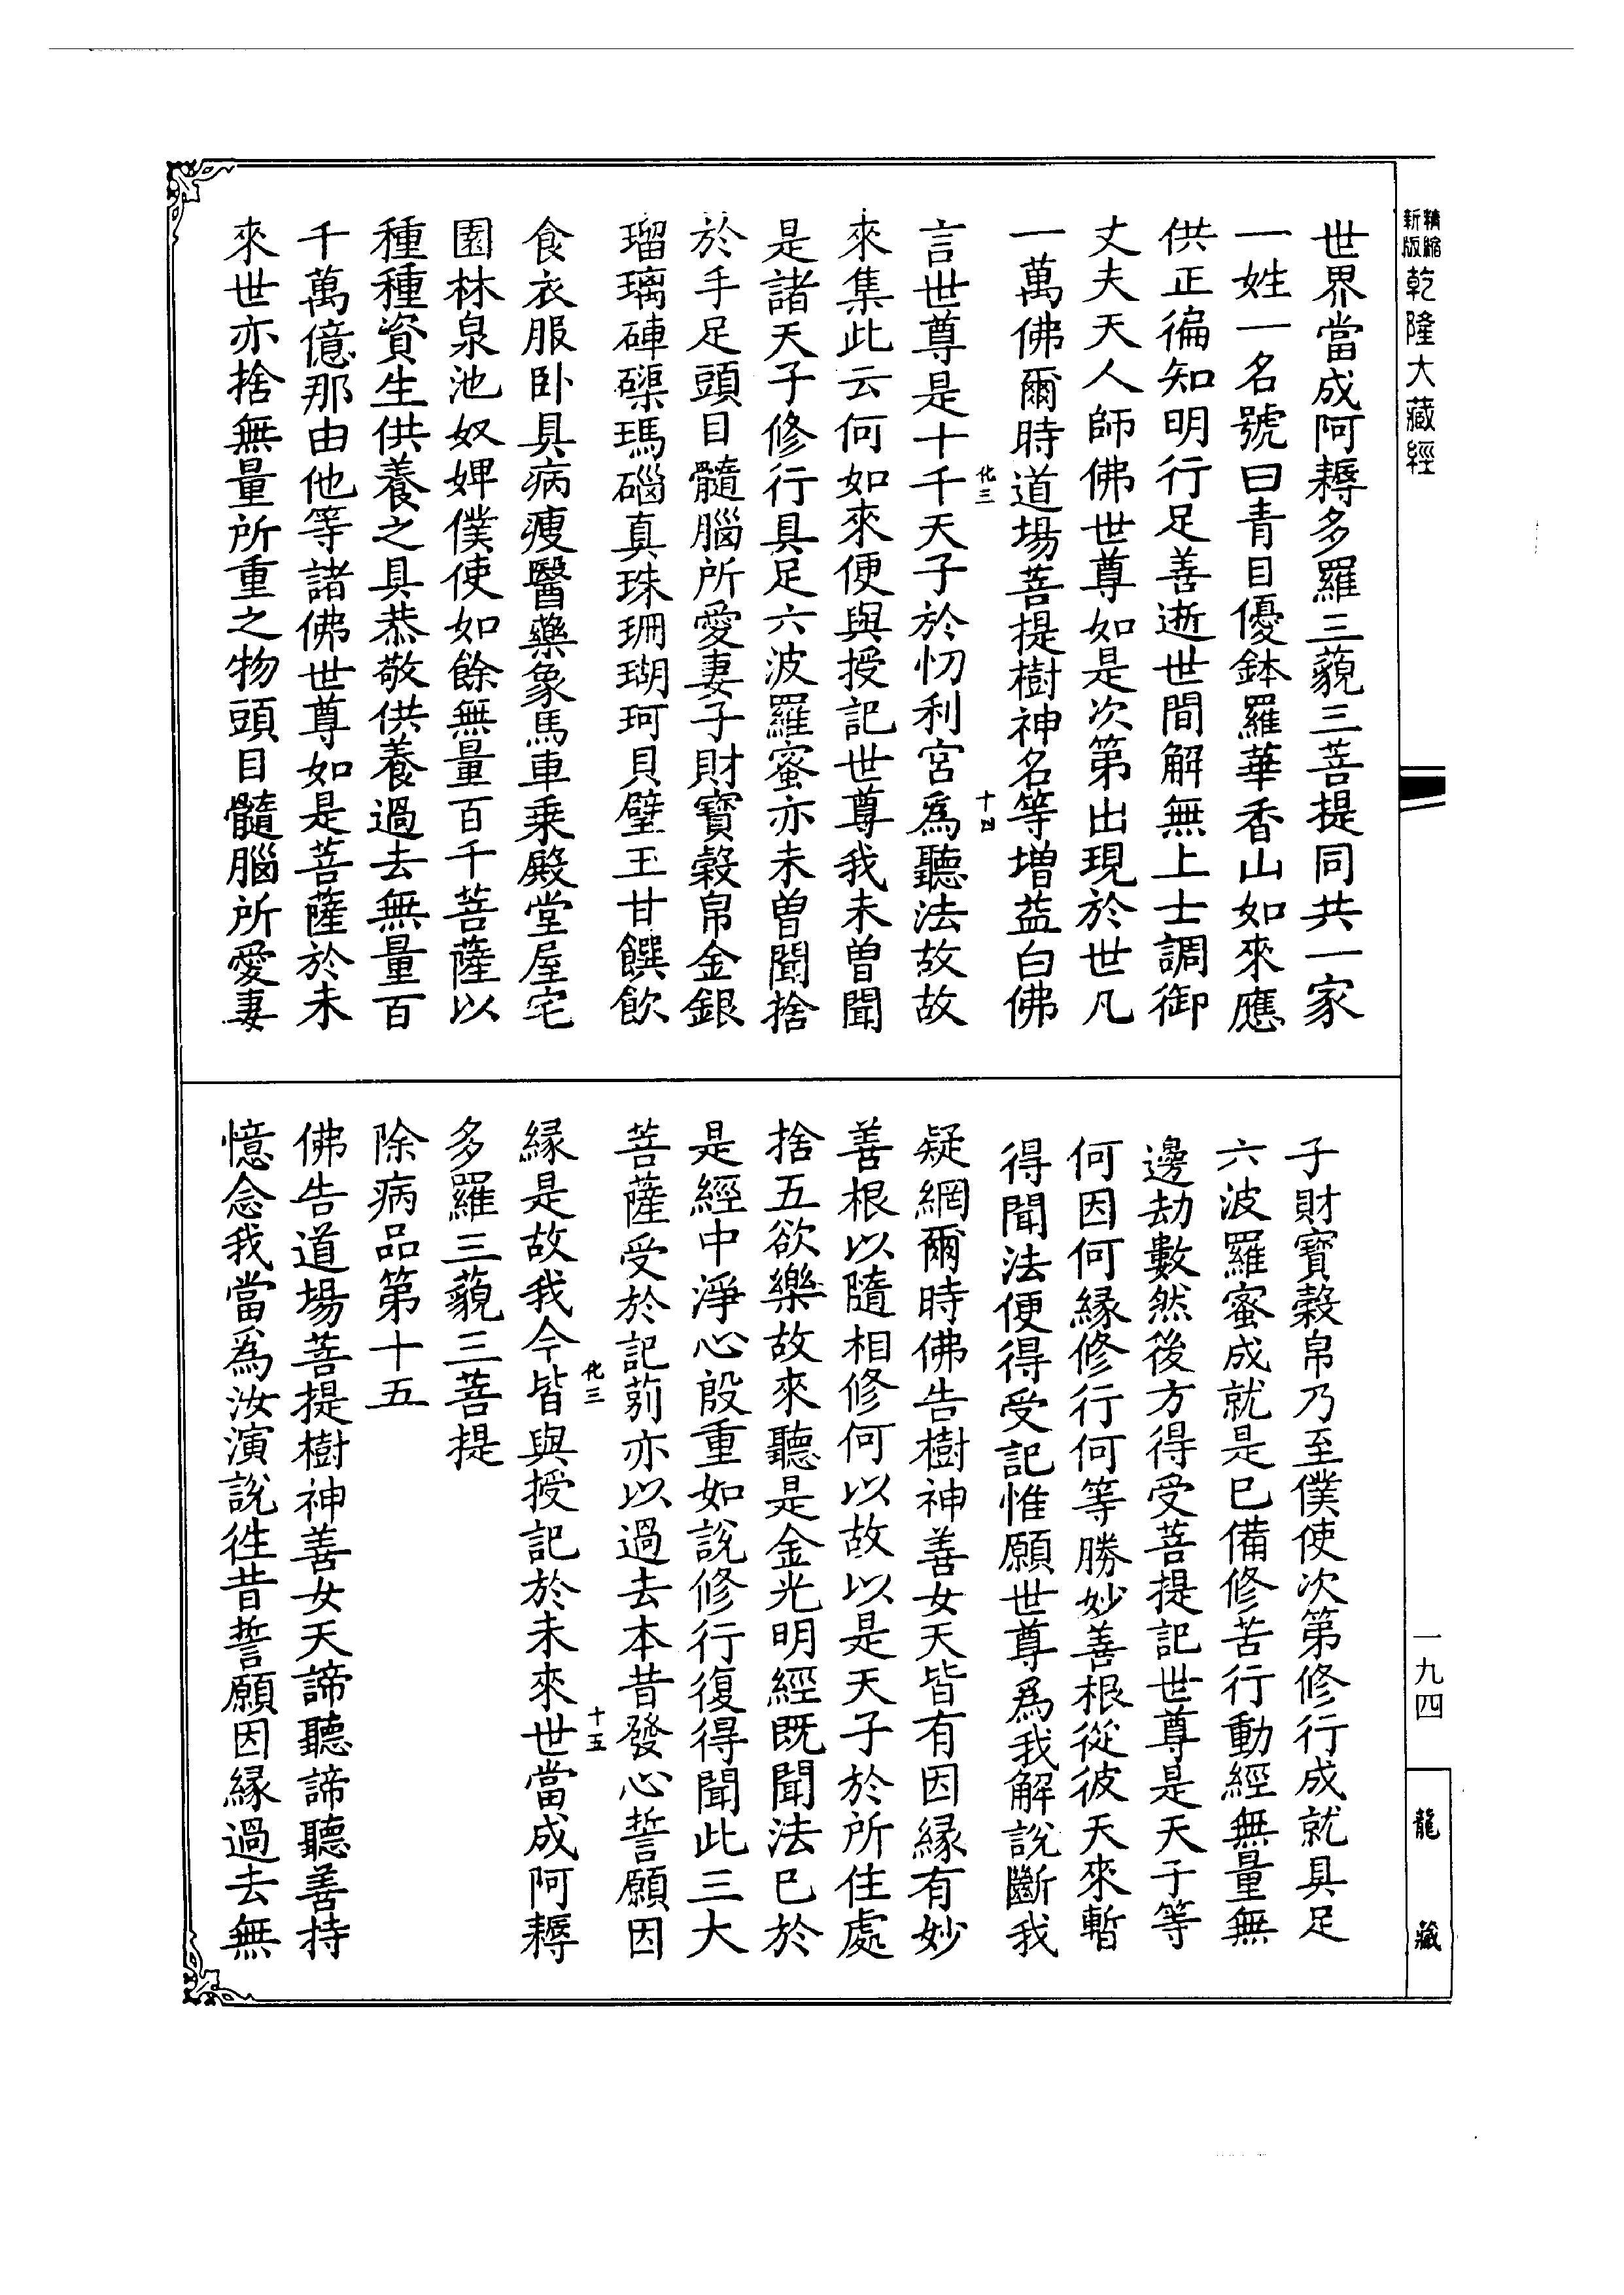 精縮新版乾隆大藏經
一九四
龍藏
世界當成阿耨多羅三藐三菩提同共一家
一姓一名號曰青目優鉢羅華香山如來應
供正徧知明行足善逝世間解無上士調御
丈夫天人師佛世尊如是次第出現於世凡
一萬佛爾時道場菩提樹神名等增益白佛
化三
十四
言世尊是十千天子於忉利宮為聽法故故
來集此云何如來便與授記世尊我未曾聞
是諸天子修行具足六波羅蜜亦未曾聞捨
於手足頭目髓腦所愛妻子財寶穀帛金銀
瑠璃硨磲瑪碯真珠珊瑚珂貝璧玉甘饌飲
食衣服卧具病瘦醫藥象馬車乘殿堂屋宅
園林泉池奴婢僕使如餘無量百千菩薩以
種種資生供養之具恭敬供養過去無量百
千萬億那由他等諸佛世尊如是菩薩於未
來世亦捨無量所重之物頭目髓腦所愛妻
子財寶穀帛乃至僕使次第修行成就具足
六波羅蜜成就是已備修苦行動經無量無
邊劫數然後方得受菩提記世尊是天子等
何因何緣修行何等勝妙善根從彼天來暫
得聞法便得受記惟願世尊為我解說斷我
疑網爾時佛告樹神善女天皆有因緣有妙
善根以隨相修何以故以是天子於所住處
捨五欲樂故來聽是金光明經既聞法已於
是經中淨心殷重如說修行復得聞此三大
菩薩受於記莂亦以過去本昔發心誓願因
化三
十五
緣是故我今皆與授記於未來世當成阿耨
多羅三藐三菩提
除病品第十五
佛告道場菩提樹神善女天諦聽諦聽善持
憶念我當為汝演說徃昔誓願因緣過去無